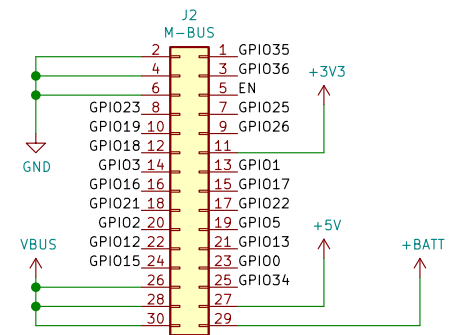 J2
M-BUS
2 1 GPIO35
4 3 GPIO36 +3V3
6 5 EN
GPIO23 8 7 GPIO25
GPIO19 10 9 GPIO26
GPIO18 12 11
GND GPIO3 14 13 GPIO1
GPIO16 16 15 GPIO17
GPIO21 18 17 GPIO22
GPIO2 20 19 GPIO5 +5V
VBUS GPIO12 22 21 GPIO13 +BATT
GPIO15 24 23 GPIO0
26 25 GPIO34
28 27
30 29